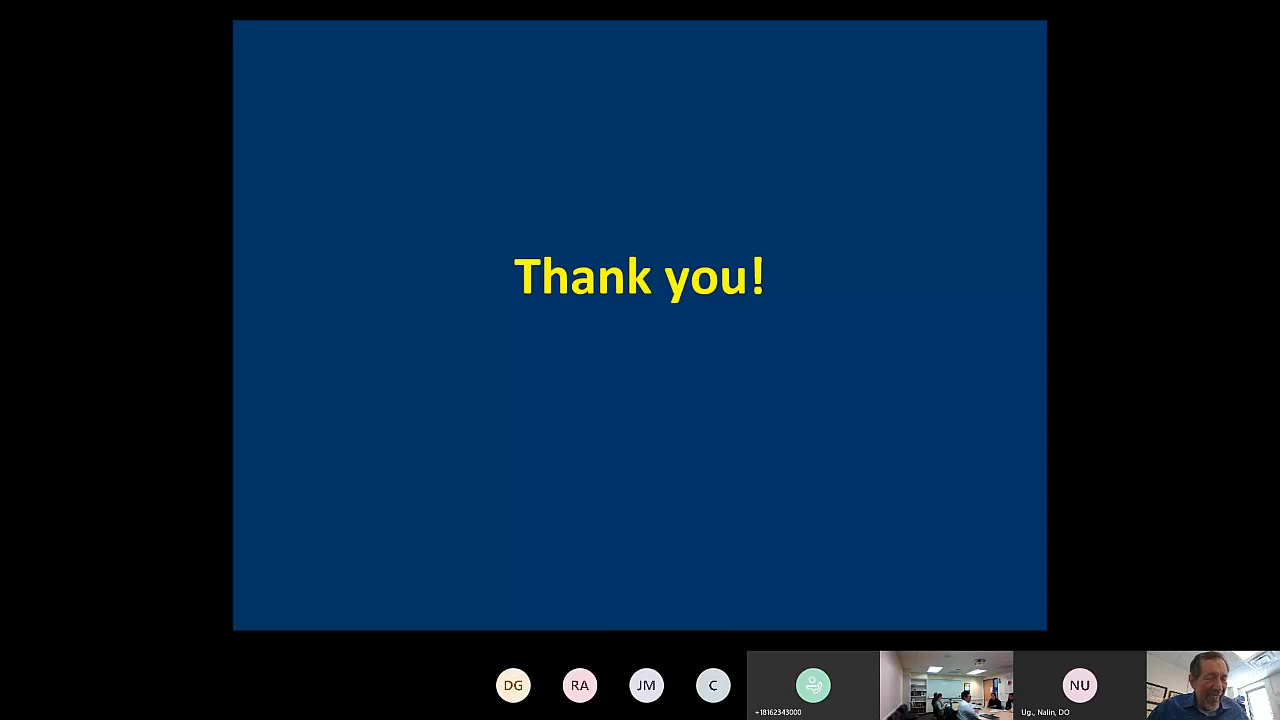 Thank you!
DG
RA
JM
C
NU
+18162343000
Ug., Nalin, DO